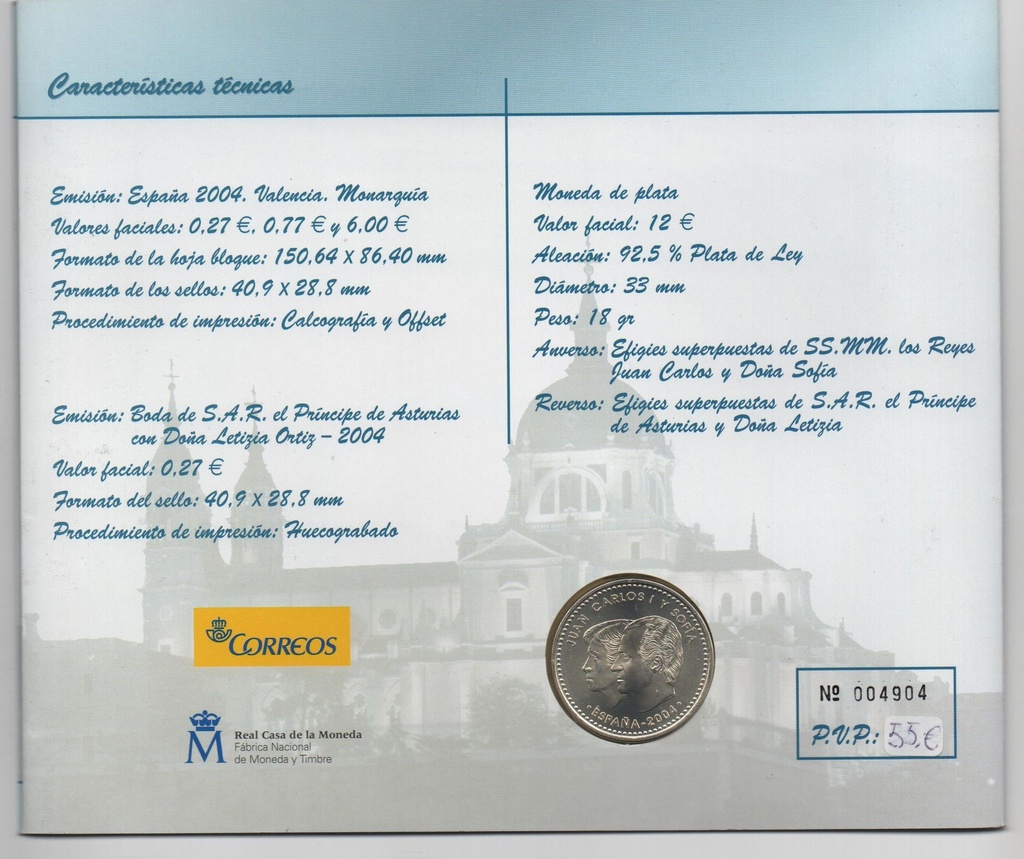 Características técnicas
Emisión: España 2004. Valencia. Monarquía
Valores faciales: 0,27 €, 0,77 € y 6,00 €
Formato de la hoja bloque: 150,64 X 86,40 mm
Formato de los sellos: 40,9 X 28,8 mm
Procedimiento de impresión: Calcografía y Offset
Emisión: Boda de S.A.R. el Príncipe de Asturias
con Doña Letizia Ortiz – 2004
Valor facial: 0,27 €
Formato del sello: 40,9 X 28,8 mm
Procedimiento de impresión: Huecograbado
Moneda de plata
Valor facial: 12 €
Aleación: 92,5 % Plata de Ley
Diámetro: 33 mm
Peso: 18 gr
Anverso: Efigies superpuestas de SS.MM. los Reyes
Juan Carlos y Doña Sofía
Reverso: Efigies superpuestas de S.A.R. el Príncipe
de Asturias y Doña Letizia
CORREOS
M
Real Casa de la Moneda
Fábrica Nacional
de Moneda y Timbre
JUAN CARLOS I Y SOFÍA
·ESPAÑA-2004·
Nº 004904
P.V.P.: 55,€